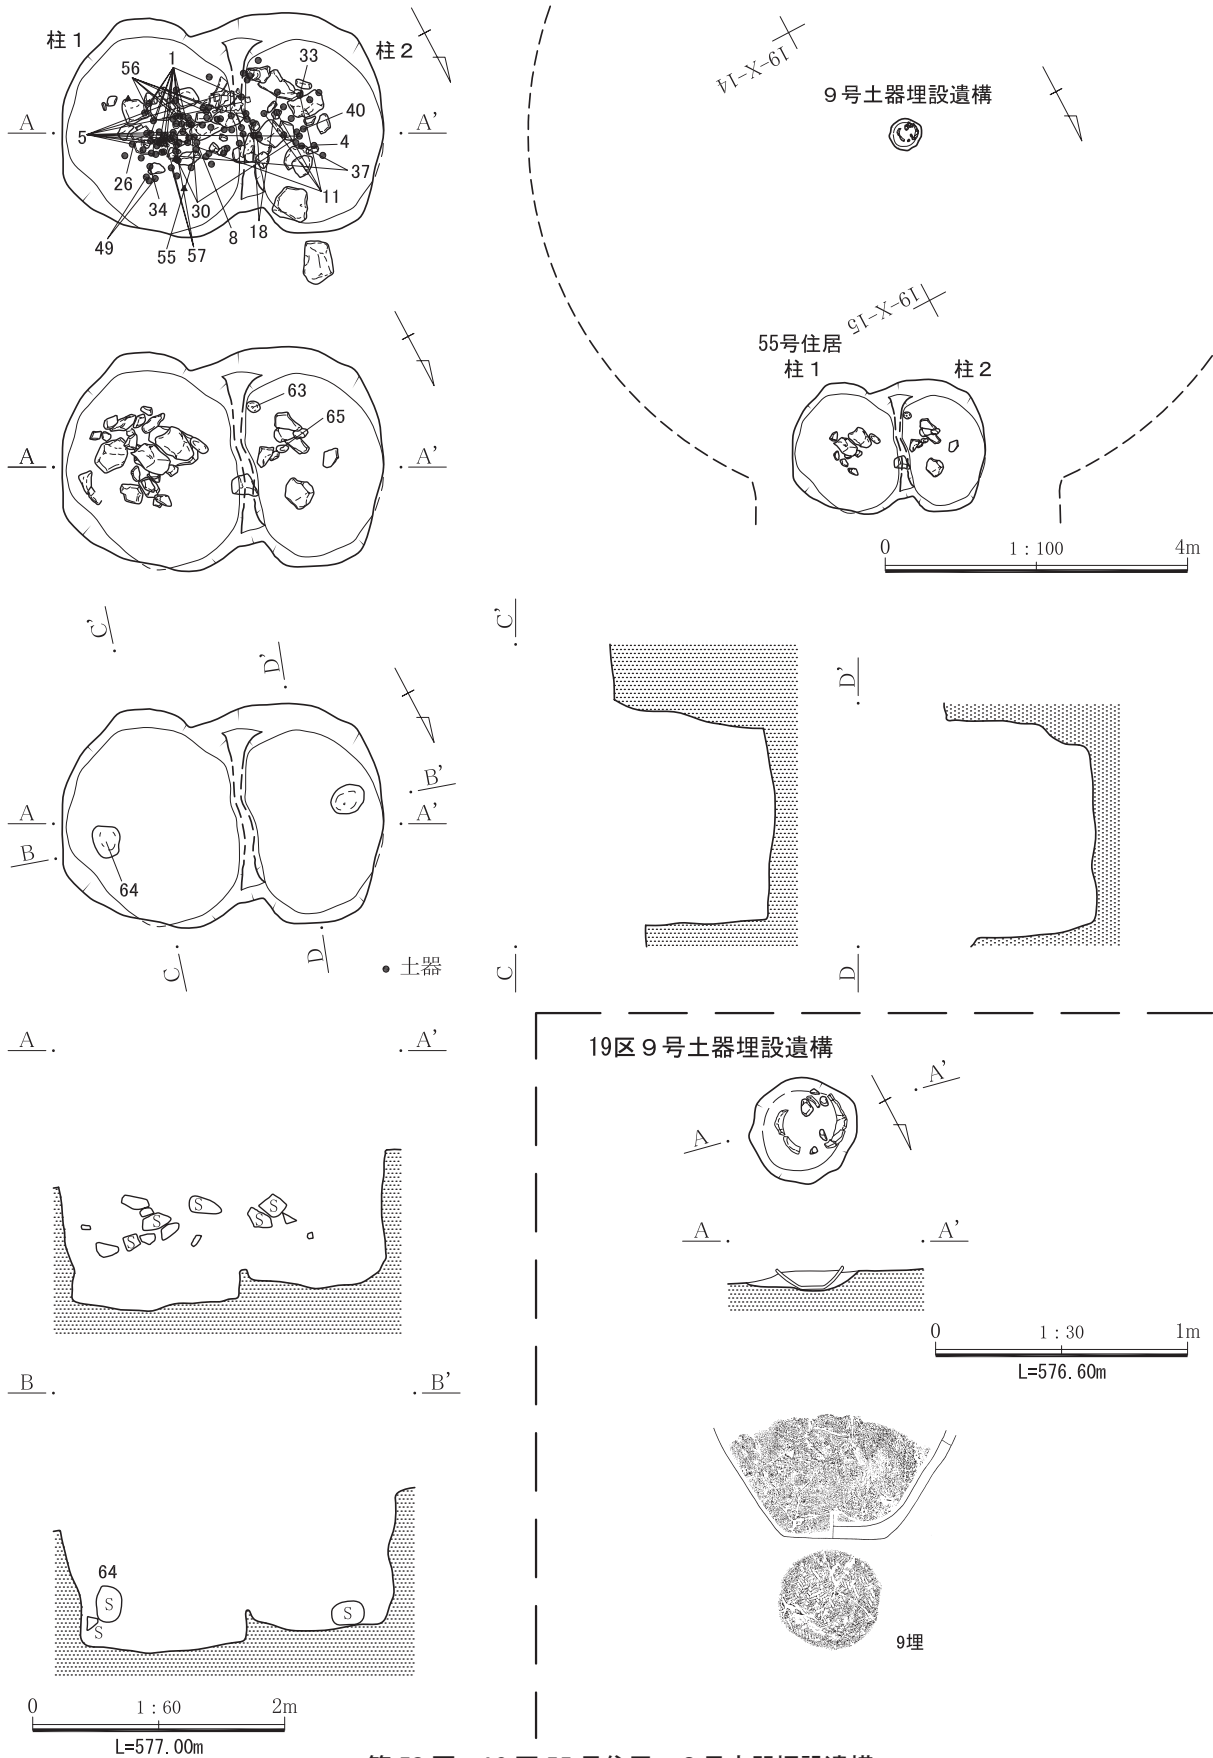 柱1
柱2
56
1
33
A
A'
40
5
4
37
26
11
34
30
49
55
57
8
18
19-X-14
9号土器埋設遺構
19-X-15
55号住居
柱1
柱2
63
65
A
A'
0
1：100
4m
C'
D'
C'
D'
B'
A
A'
B
64
C
D
C
D
土器
A
A'
S
S
S
S
S
19区9号土器埋設遺構
A
A'
A
A'
0
1：30
1m
L=576.60m
B
B'
64
S
S
S
9埋
0
1：60
2m
L=577.00m